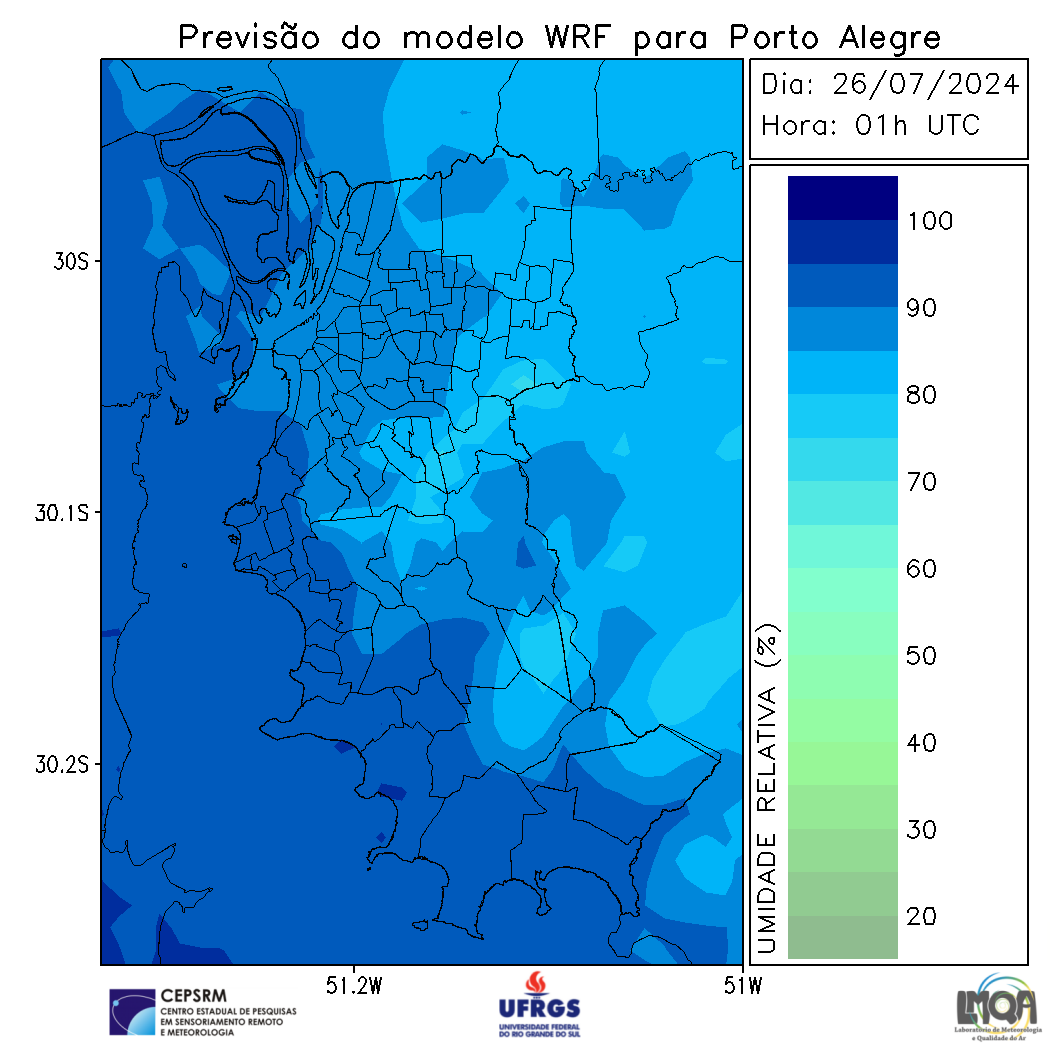 Previsão do modelo WRF para Porto Alegre
Dia: 26/07/2024
Hora: 01h UTC
30S
30.1S
30.2S
51.2W
51W
100
90
80
70
60
50
40
30
20
UMIDADE RELATIVA (%)
CEPSRM
CENTRO ESTADUAL DE PESQUISAS
EM SENSORIAMENTO REMOTO
E METEOROLOGIA
UFRGS
UNIVERSIDADE FEDERAL
DO RIO GRANDE DO SUL
LMQA
Laboratório de Meteorologia
e Qualidade do Ar